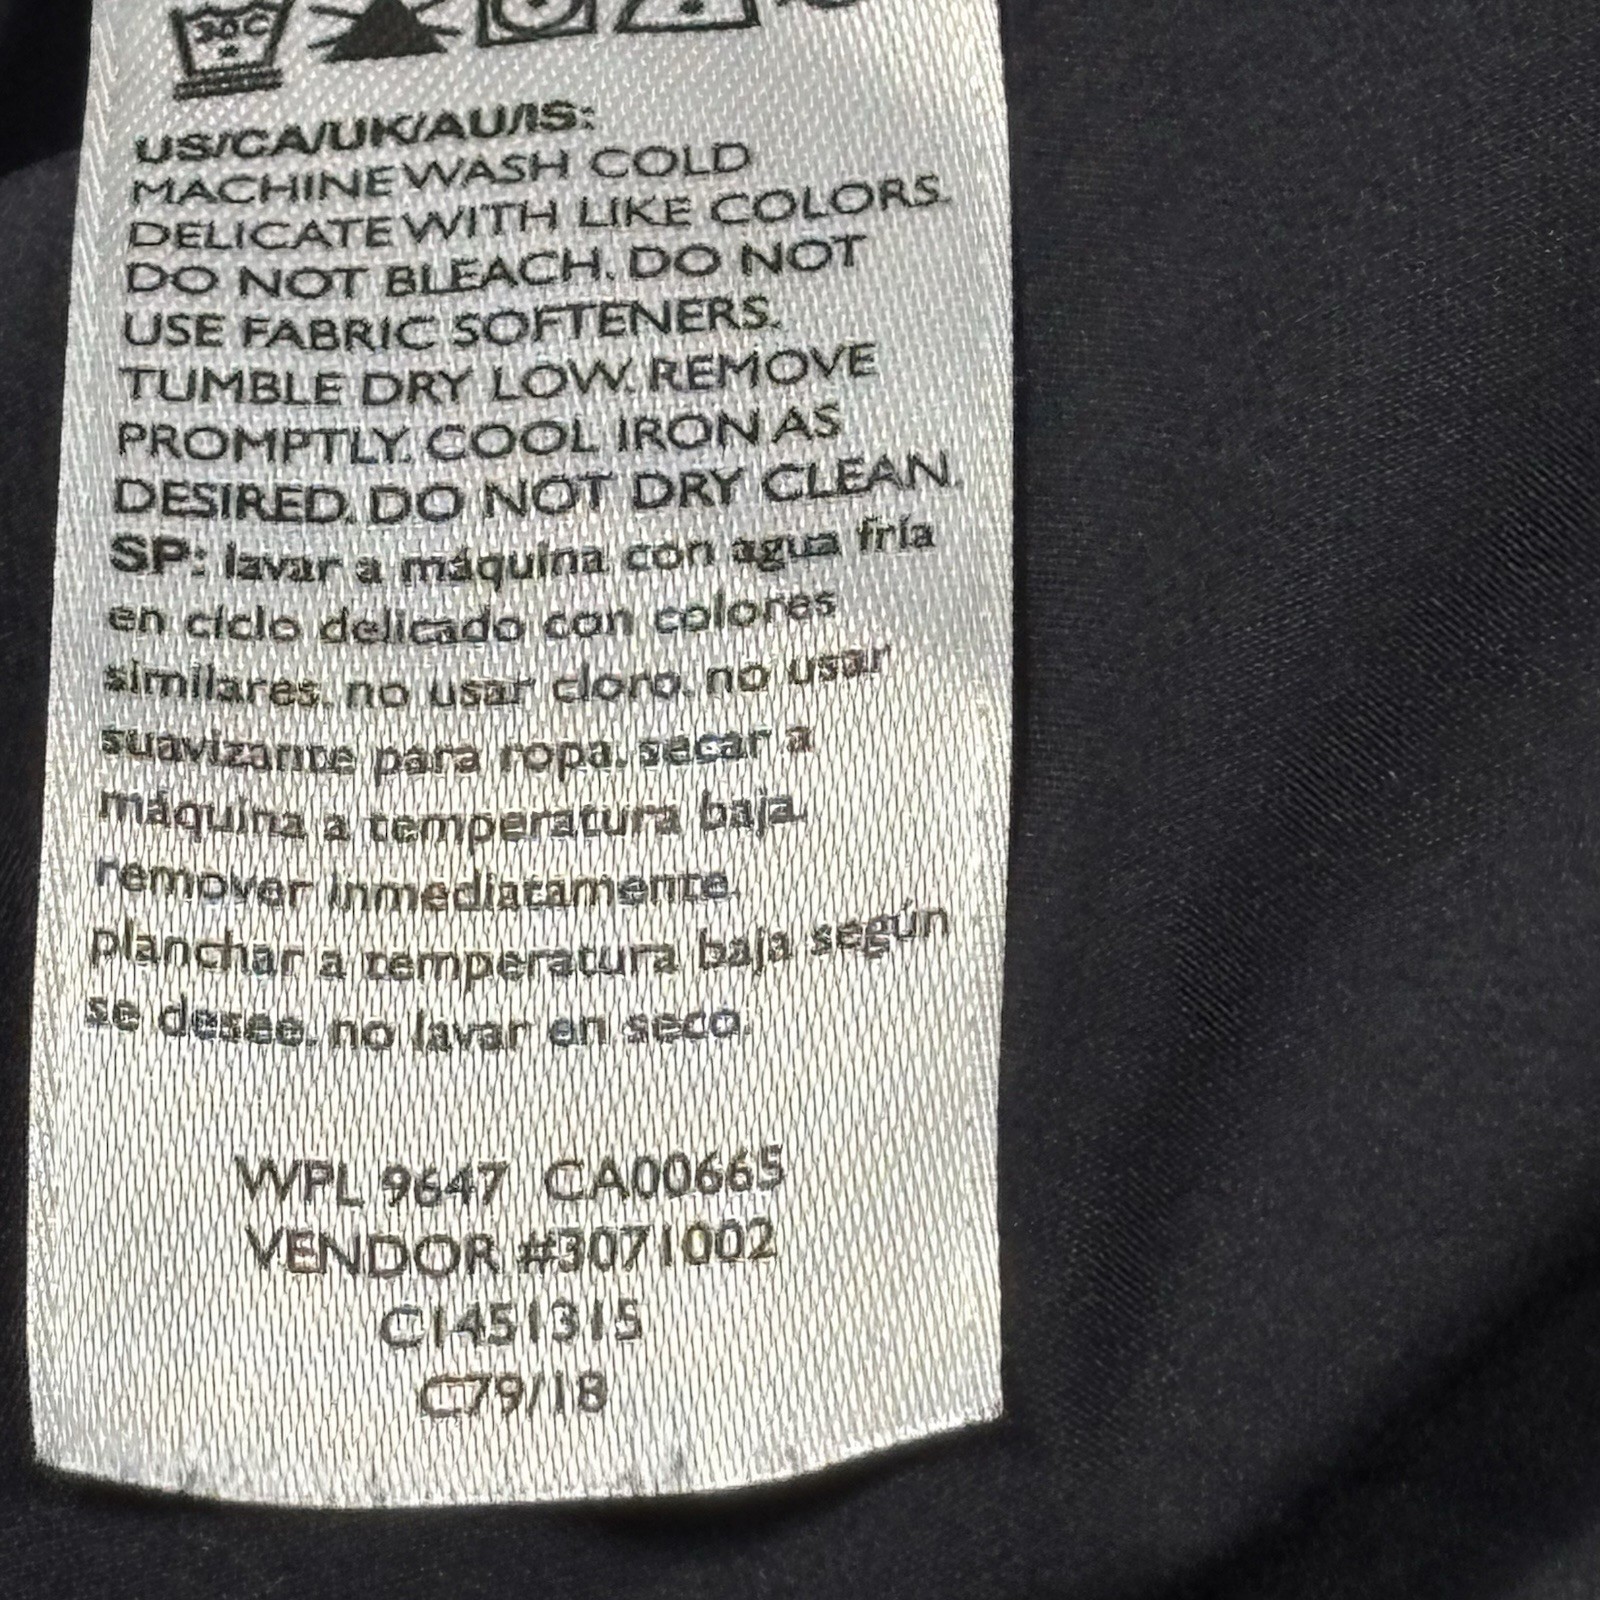 30C
US/CA/UK/AU/IS:
MACHINE WASH COLD
DELICATE WITH LIKE COLORS.
DO NOT BLEACH. DO NOT
USE FABRIC SOFTENERS.
TUMBLE DRY LOW. REMOVE
PROMPTLY. COOL IRON AS
DESIRED. DO NOT DRY CLEAN.
SP: lavar a máquina con agua fría
en ciclo delicado con colores
similares. no usar cloro. no usar
suavizante para ropa. secar a
máquina a temperatura baja.
remover inmediatamente.
planchar a temperatura baja según
se desee. no lavar en seco.
WPL 9647 CA00665
VENDOR #3071002
C1451315
C79/18